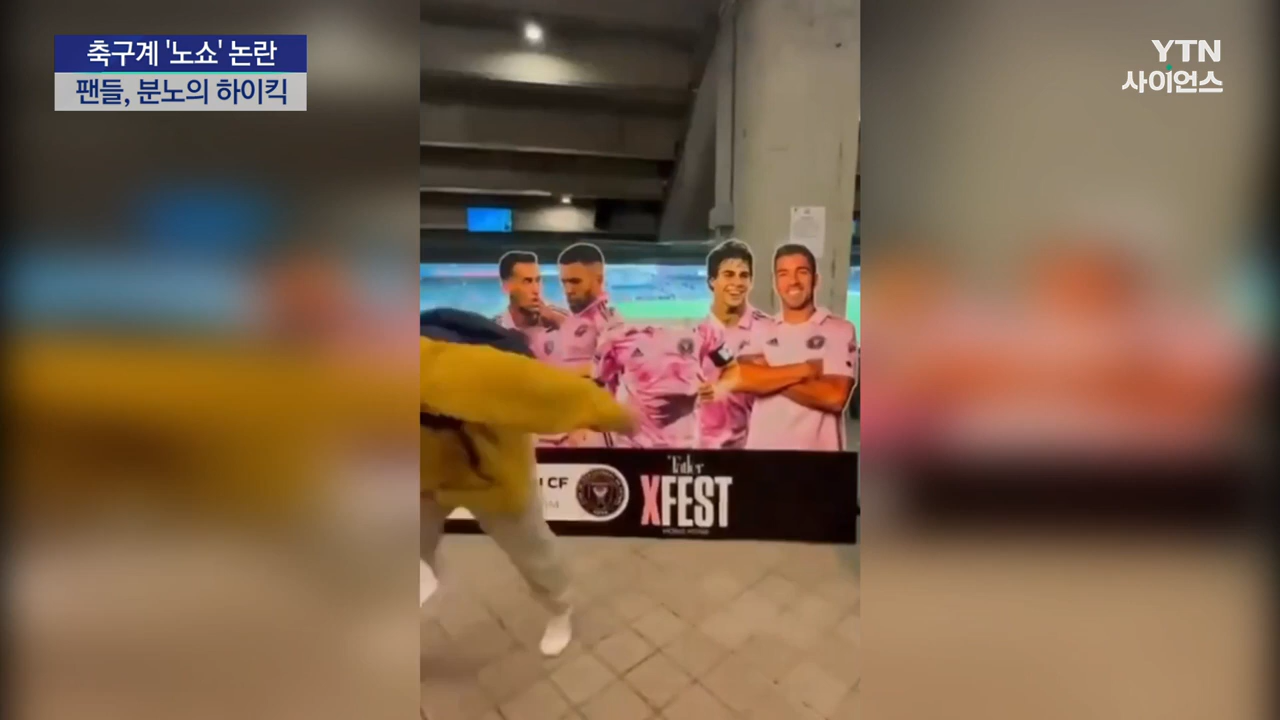 축구계 '노쇼' 논란
팬들, 분노의 하이킥
YTN
사이언스
CF
Tatler
XFEST